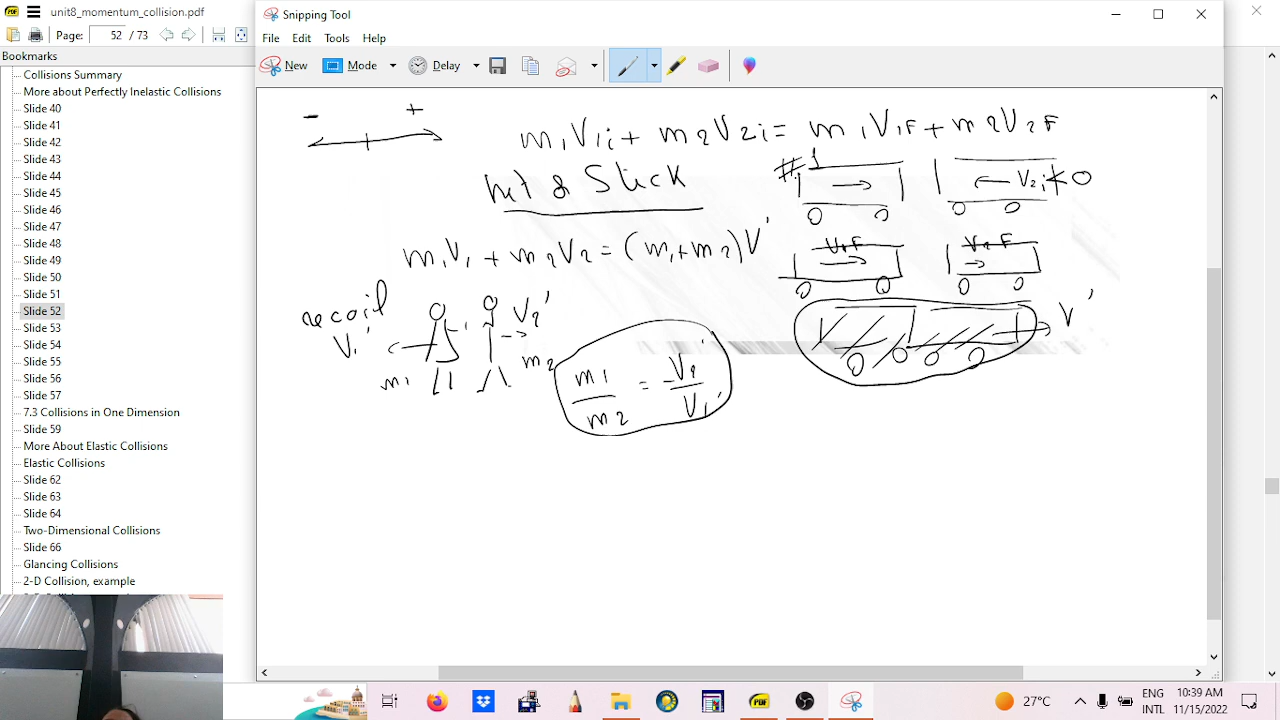 unit8_momentum_collision.pdf
Page: 52 / 73
Bookmarks
Collisions Summary
More about Perfectly Inelastic Collisions
Slide 40
Slide 41
Slide 42
Slide 43
Slide 44
Slide 45
Slide 46
Slide 47
Slide 48
Slide 49
Slide 50
Slide 51
Slide 52
Slide 53
Slide 54
Slide 55
Slide 56
Slide 57
7.3 Collisions in One Dimension
Slide 59
More About Elastic Collisions
Elastic Collisions
Slide 62
Slide 63
Slide 64
Two-Dimensional Collisions
Slide 66
Glancing Collisions
2-D Collision, example
Snipping Tool
File Edit Tools Help
New Mode Delay
- +
m1V1i + m2V2i = m1V1F + m2V2F
hit & Stick
#1
V2i < 0
m1V1 + m2V2 = (m1+m2)V'
V1F V2F
recoil
V1' V2'
m1 m2
m1/m2 = -V2'/V1'
V'
27°C
ENG
INTL
10:39 AM
11/15/2022